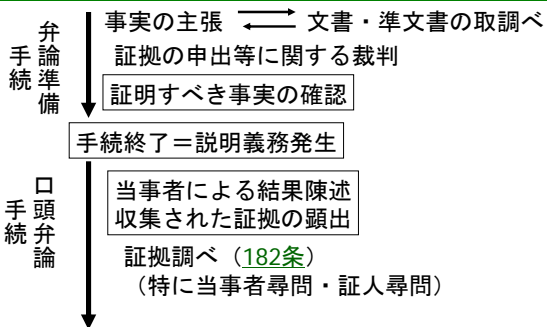 弁論準備
手続
事実の主張 ⇄ 文書・準文書の取調べ
証拠の申出等に関する裁判
証明すべき事実の確認
手続終了＝説明義務発生
口頭弁論
手続
当事者による結果陳述
収集された証拠の顕出
証拠調べ（182条）
（特に当事者尋問・証人尋問）